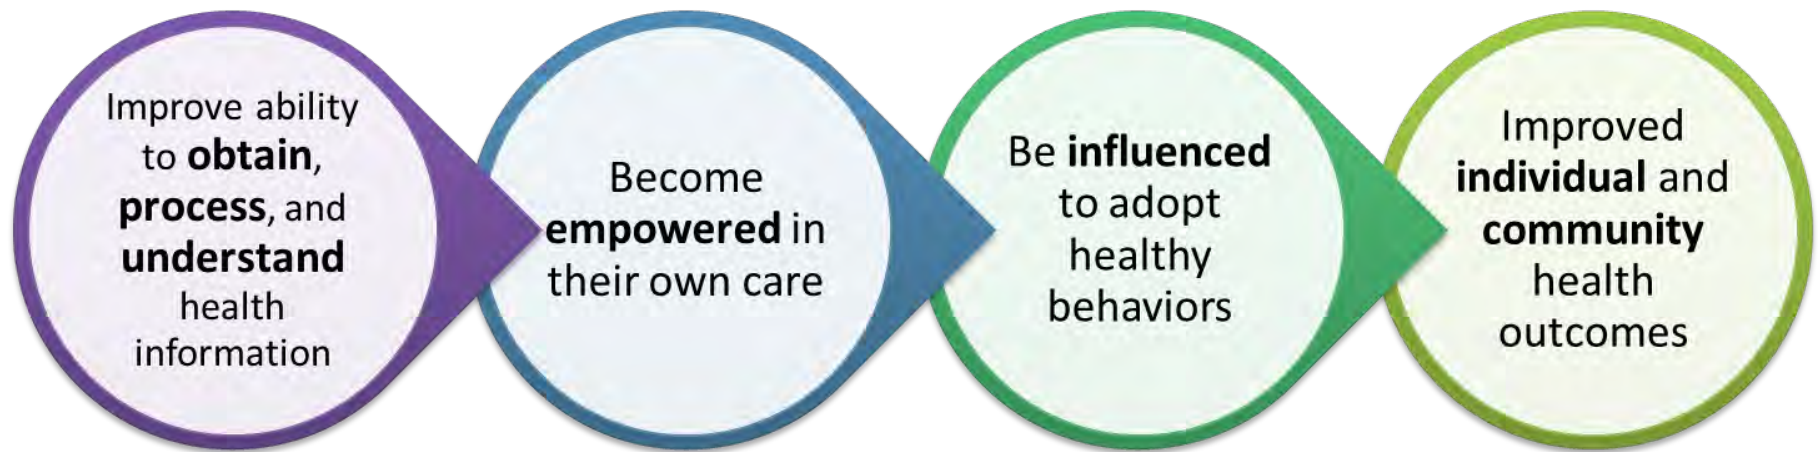 Improve ability
to obtain,
process, and
understand
health
information
Become
empowered in
their own care
Be influenced
to adopt
healthy
behaviors
Improved
individual and
community
health
outcomes